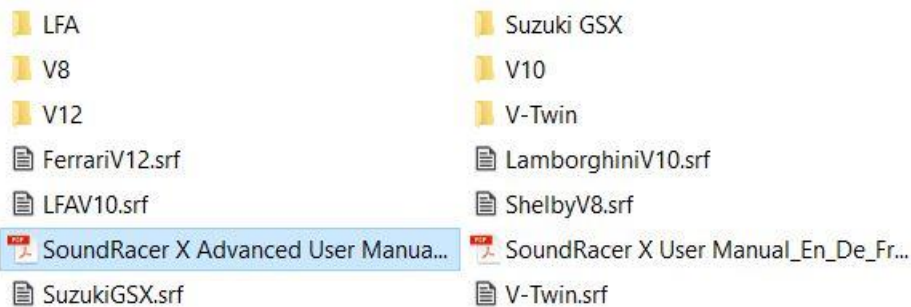 LFA
Suzuki GSX
V8
V10
V12
V-Twin
FerrariV12.srf
LamborghiniV10.srf
LFAV10.srf
ShelbyV8.srf
SoundRacer X Advanced User Manua...
SoundRacer X User Manual_En_De_Fr...
SuzukiGSX.srf
V-Twin.srf